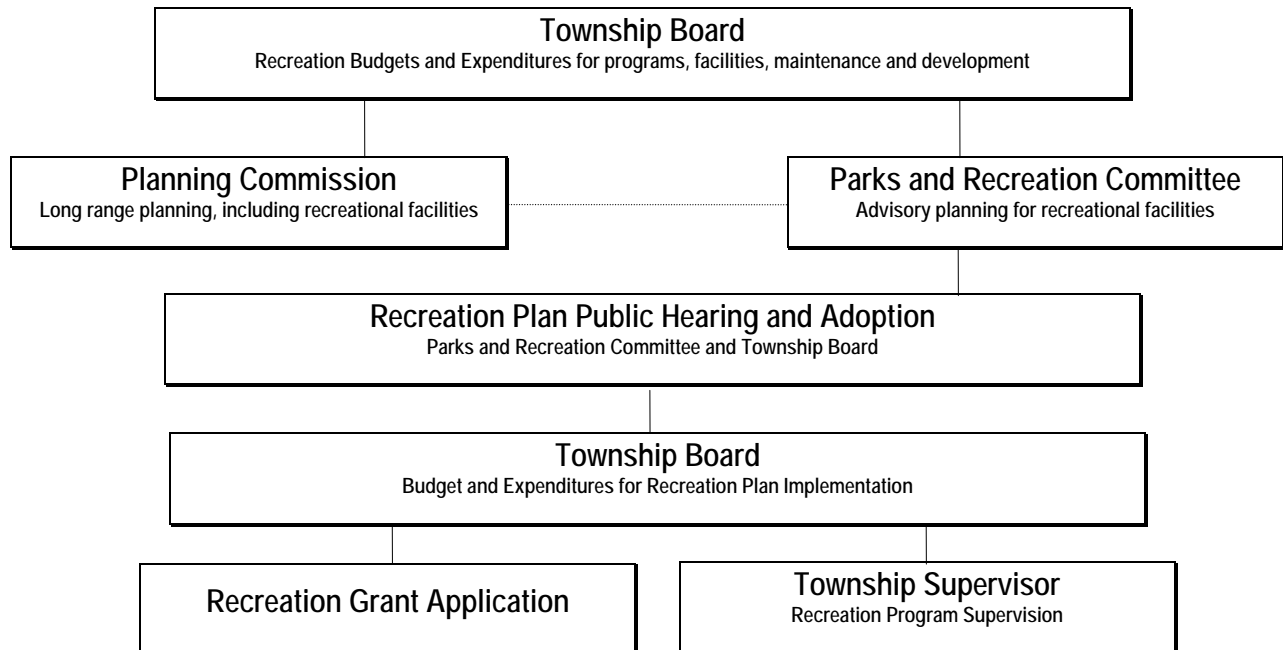 Township Board
Recreation Budgets and Expenditures for programs, facilities, maintenance and development
Planning Commission
Long range planning, including recreational facilities
Parks and Recreation Committee
Advisory planning for recreational facilities
Recreation Plan Public Hearing and Adoption
Parks and Recreation Committee and Township Board
Township Board
Budget and Expenditures for Recreation Plan Implementation
Recreation Grant Application
Township Supervisor
Recreation Program Supervision